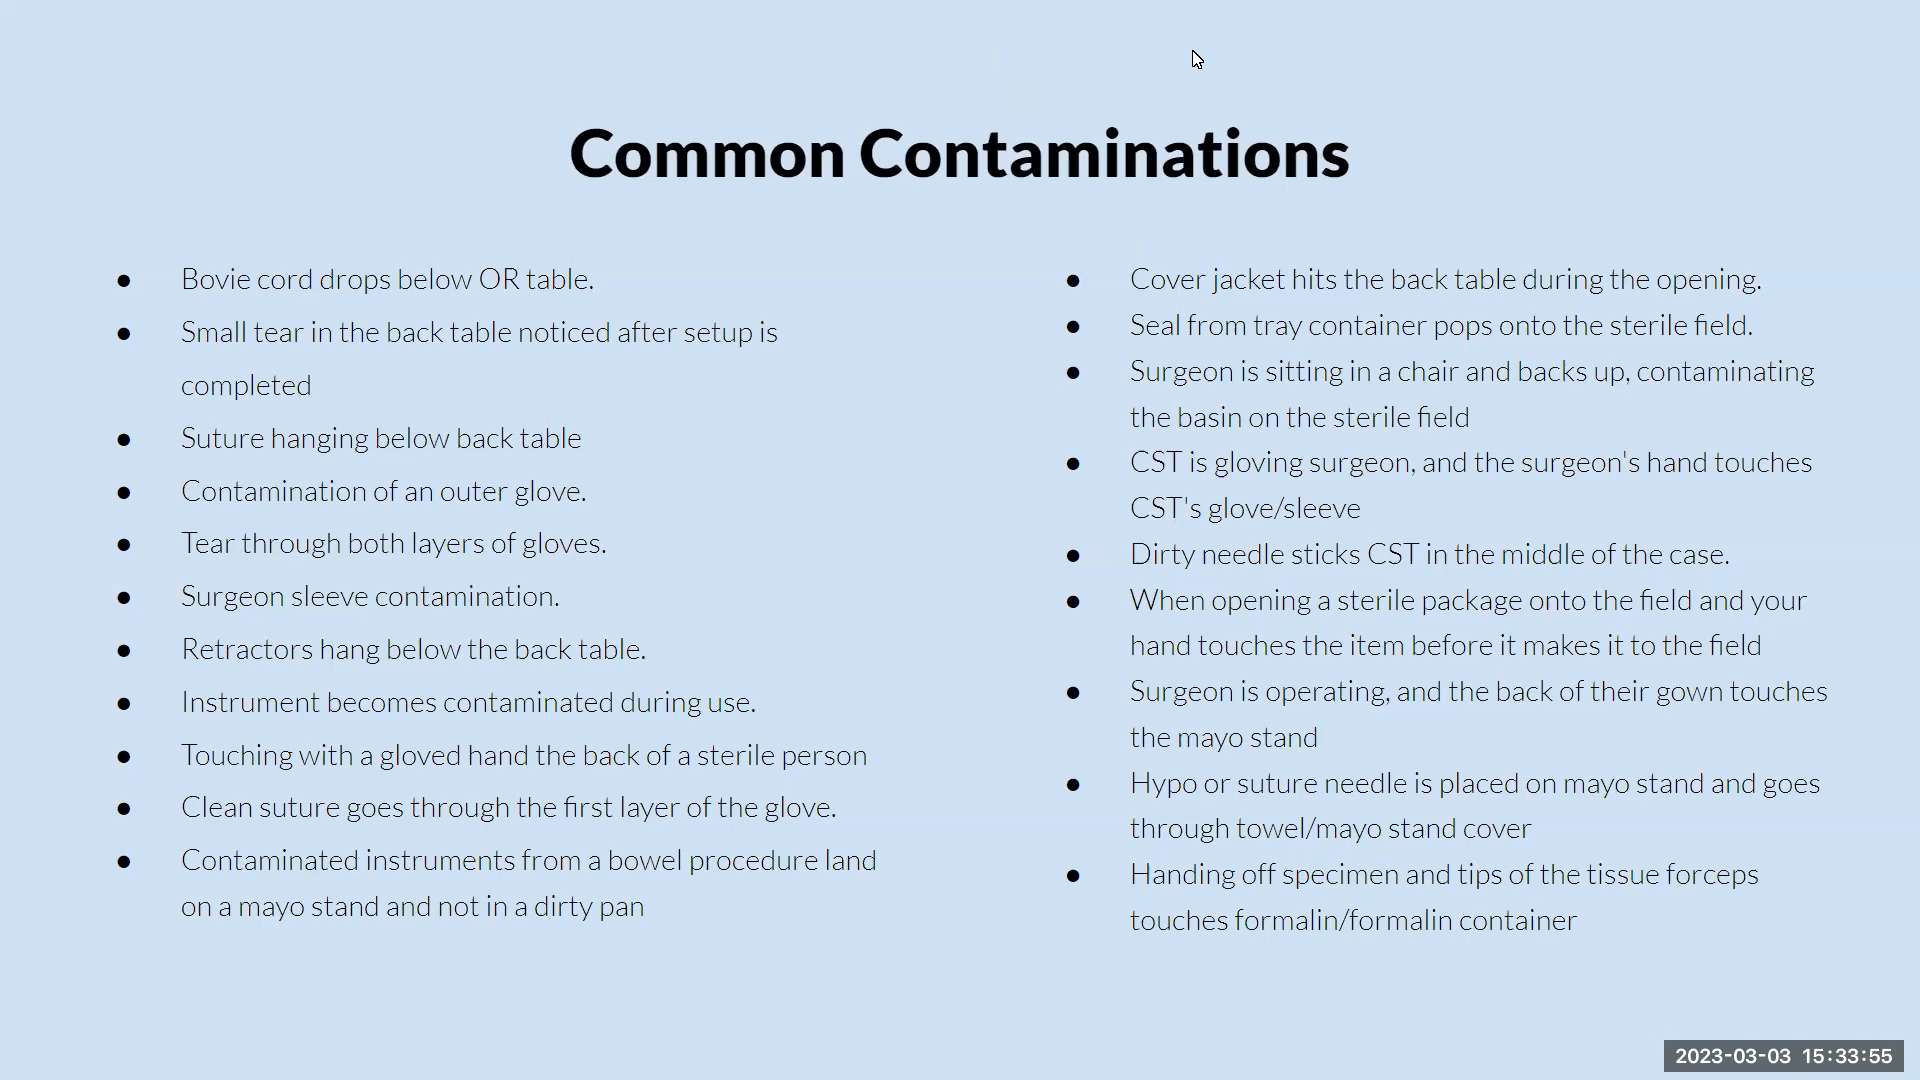 Common Contaminations
● Bovie cord drops below OR table.
● Small tear in the back table noticed after setup is
completed
● Suture hanging below back table
● Contamination of an outer glove.
● Tear through both layers of gloves.
● Surgeon sleeve contamination.
● Retractors hang below the back table.
● Instrument becomes contaminated during use.
● Touching with a gloved hand the back of a sterile person
● Clean suture goes through the first layer of the glove.
● Contaminated instruments from a bowel procedure land
on a mayo stand and not in a dirty pan
● Cover jacket hits the back table during the opening.
● Seal from tray container pops onto the sterile field.
● Surgeon is sitting in a chair and backs up, contaminating
the basin on the sterile field
● CST is gloving surgeon, and the surgeon's hand touches
CST's glove/sleeve
● Dirty needle sticks CST in the middle of the case.
● When opening a sterile package onto the field and your
hand touches the item before it makes it to the field
● Surgeon is operating, and the back of their gown touches
the mayo stand
● Hypo or suture needle is placed on mayo stand and goes
through towel/mayo stand cover
● Handing off specimen and tips of the tissue forceps
touches formalin/formalin container
2023-03-03 15:33:55